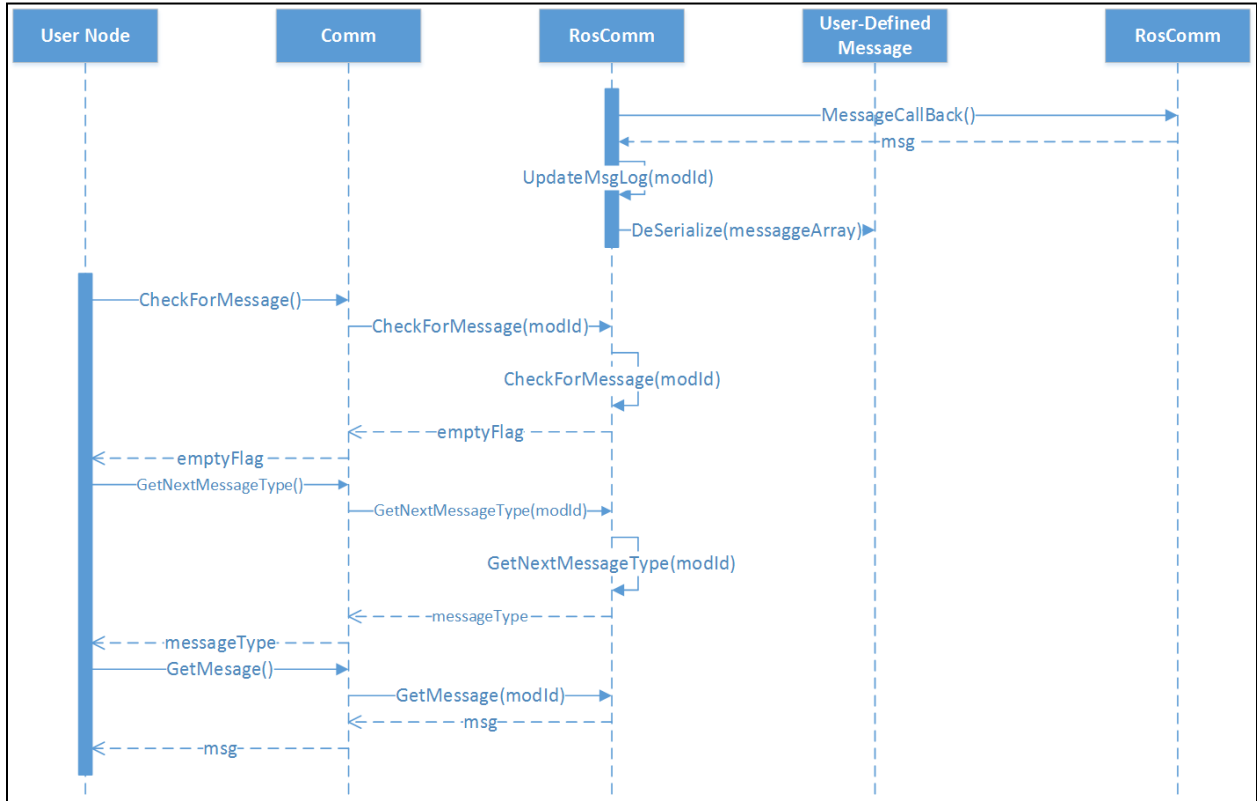 User Node
Comm
RosComm
User-Defined
Message
RosComm
MessageCallBack()
msg
UpdateMsgLog(modId)
DeSerialize(messaggeArray)
CheckForMessage()
CheckForMessage(modId)
CheckForMessage(modId)
emptyFlag
emptyFlag
GetNextMessageType()
GetNextMessageType(modId)
GetNextMessageType(modId)
messageType
messageType
GetMesage()
GetMessage(modId)
msg
msg